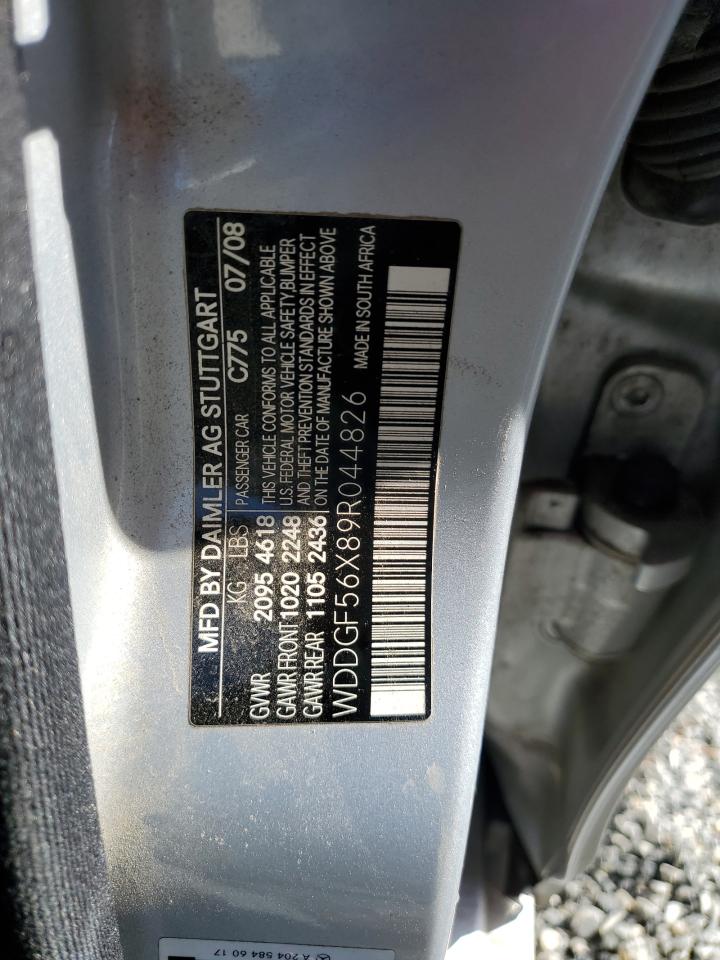 MFD BY DAIMLER AG STUTTGART
KG LBS PASSENGER CAR C775 07/08
GVWR 2095 4618 THIS VEHICLE CONFORMS TO ALL APPLICABLE
GAWR FRONT 1020 2248 U.S. FEDERAL MOTOR VEHICLE SAFETY, BUMPER
GAWR REAR 1105 2436 AND THEFT PREVENTION STANDARDS IN EFFECT
ON THE DATE OF MANUFACTURE SHOWN ABOVE
WDDGF56X89R044826 MADE IN SOUTH AFRICA
A 204 584 60 17